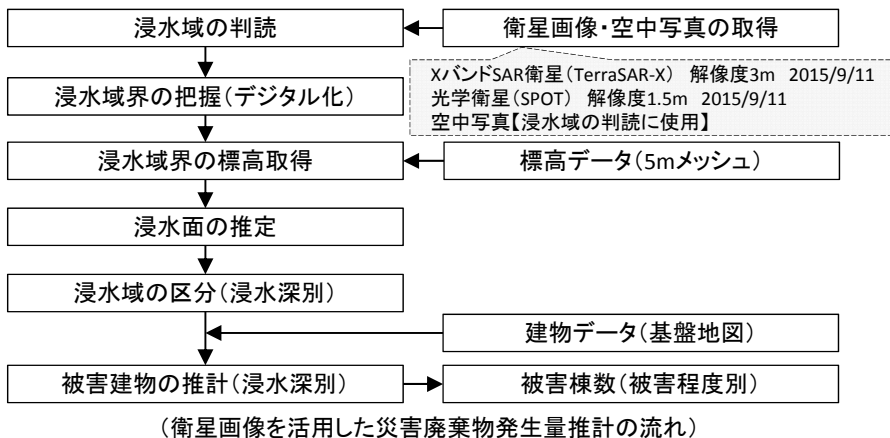 浸水域の判読
衛星画像・空中写真の取得
XバンドSAR衛星(TerraSAR-X) 解像度3m 2015/9/11
光学衛星(SPOT) 解像度1.5m 2015/9/11
空中写真【浸水域の判読に使用】
浸水域界の把握(デジタル化)
浸水域界の標高取得
標高データ(5mメッシュ)
浸水面の推定
浸水域の区分(浸水深別)
建物データ(基盤地図)
被害建物の推計(浸水深別)
被害棟数(被害程度別)
(衛星画像を活用した災害廃棄物発生量推計の流れ)